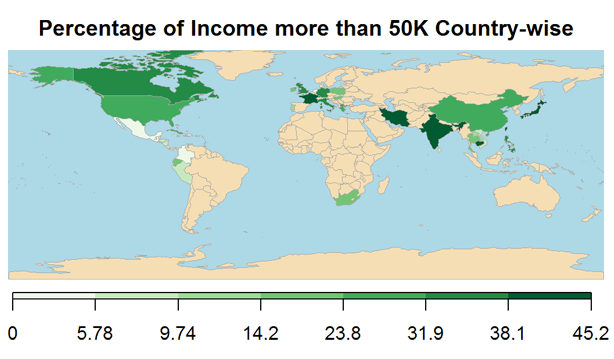 Percentage of Income more than 50K Country-wise
0 5.78 9.74 14.2 23.8 31.9 38.1 45.2